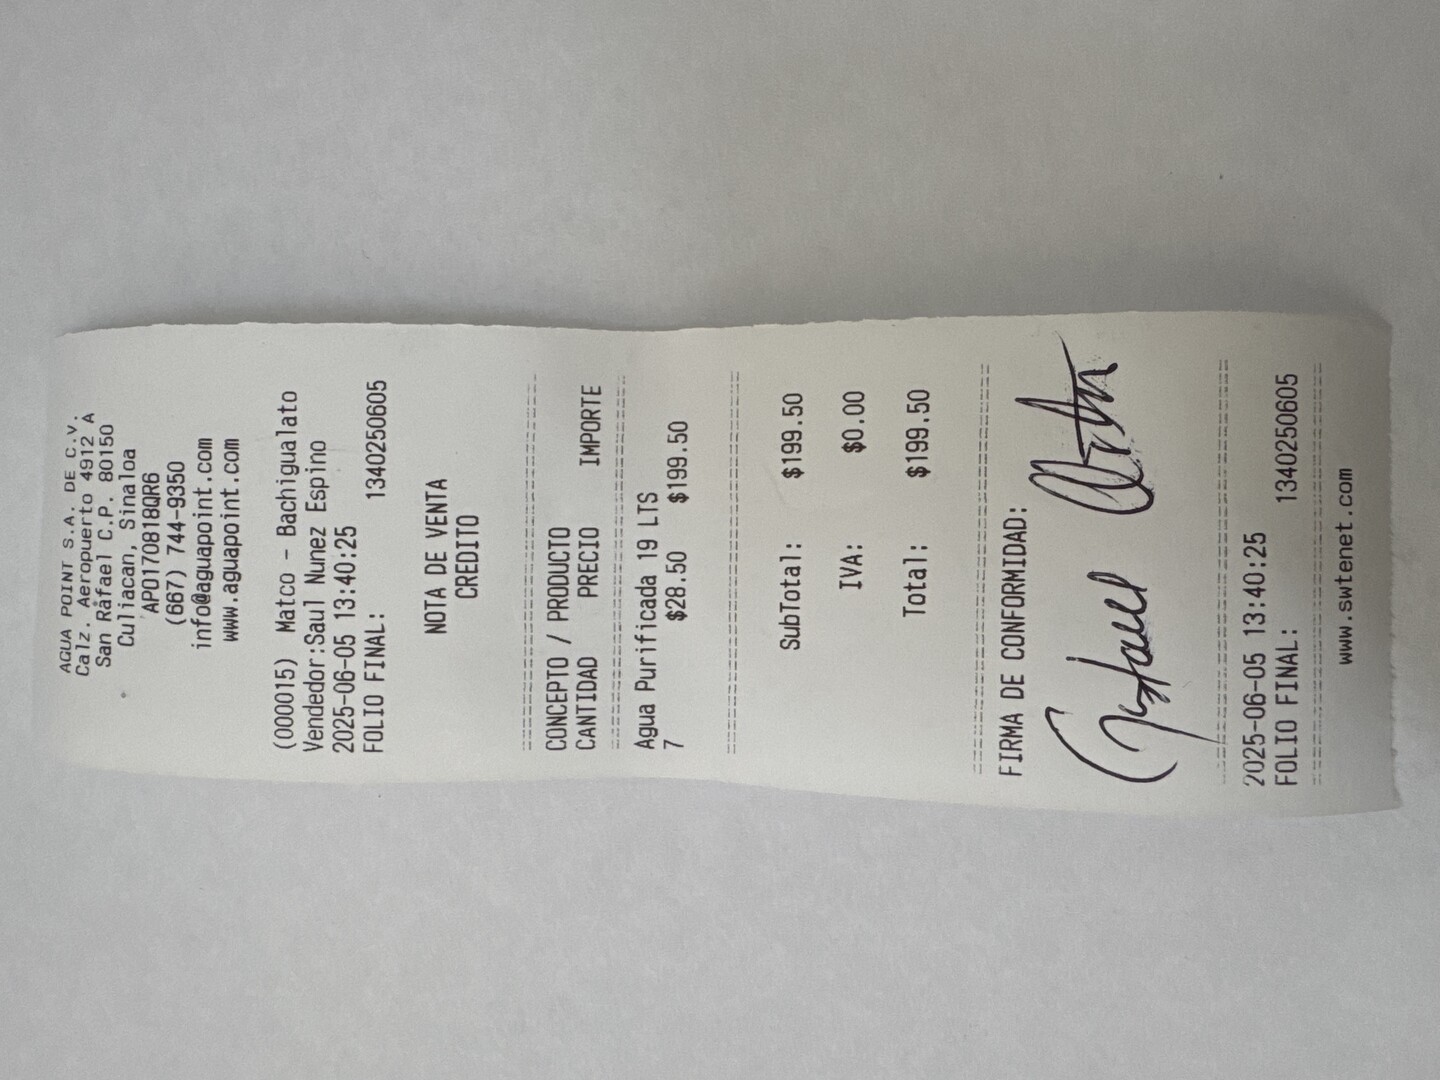 AGUA POINT S.A. DE C.V.
Calz. Aeropuerto 4912 A
San Rafael C.P. 80150
Culiacan, Sinaloa
APO170818QR6
(667) 744-9350
info@aguapoint.com
www.aguapoint.com
(000015) Matco - Bachigualato
Vendedor:Saul Nunez Espino
2025-06-05 13:40:25
FOLIO FINAL: 1340250605
NOTA DE VENTA
CREDITO
CONCEPTO / PRODUCTO
CANTIDAD PRECIO IMPORTE
Agua Purificada 19 LTS
7 $28.50 $199.50
SubTotal: $199.50
IVA: $0.00
Total: $199.50
FIRMA DE CONFORMIDAD:
2025-06-05 13:40:25
FOLIO FINAL: 1340250605
www.swtenet.com